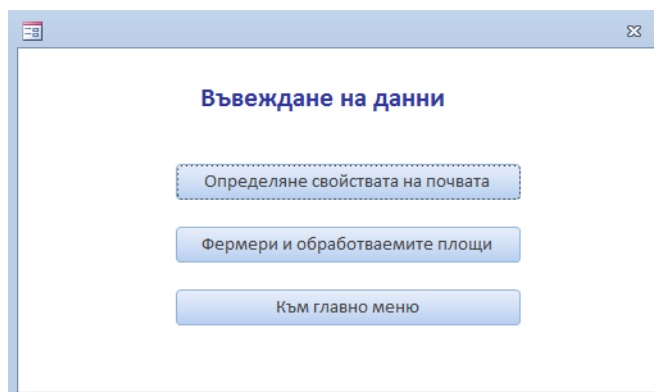 Въвеждане на данни
Определяне свойствата на почвата
Фермери и обработваемите площи
Към главно меню